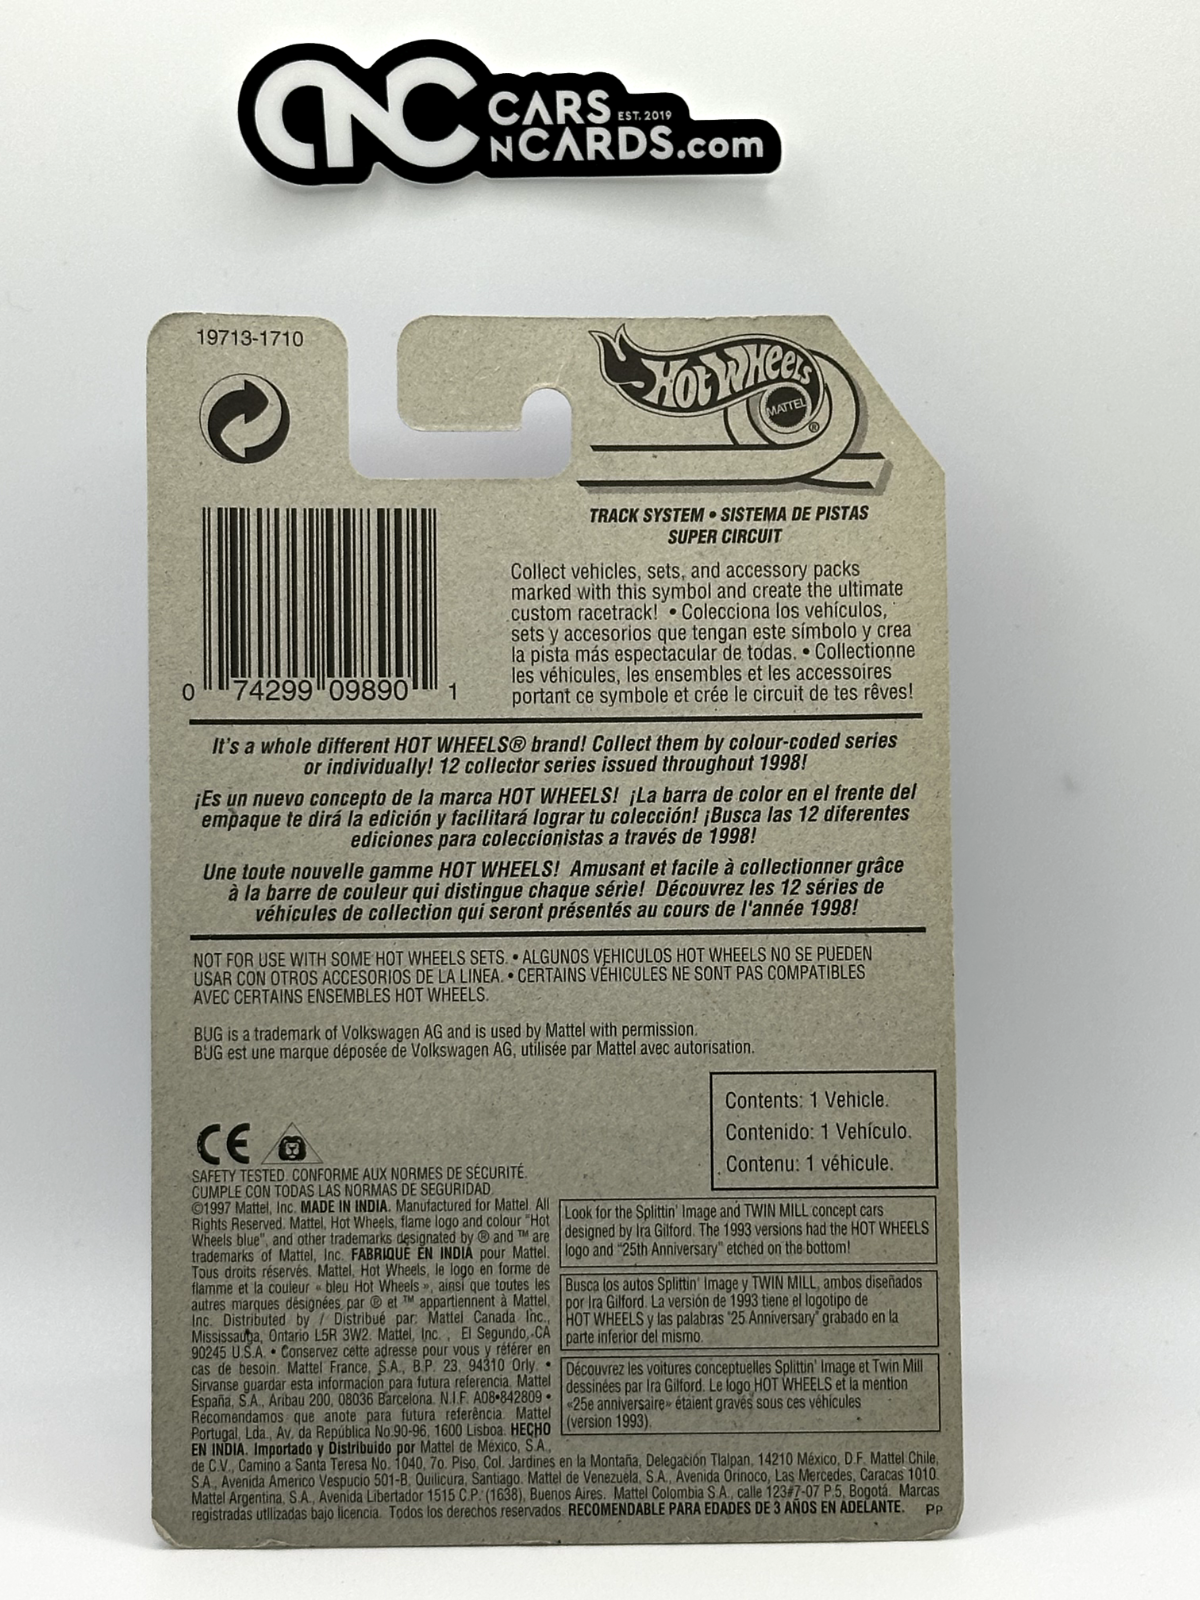 CNC CARS EST. 2019
NCARDS.com
19713-1710
HOT WHEELS
MATTEL
®
TRACK SYSTEM • SISTEMA DE PISTAS
SUPER CIRCUIT
Collect vehicles, sets, and accessory packs
marked with this symbol and create the ultimate
custom racetrack! • Colecciona los vehículos,
sets y accesorios que tengan este símbolo y crea
la pista más espectacular de todas. • Collectionne
les véhicules, les ensembles et les accessoires
portant ce symbole et crée le circuit de tes rêves!
0 74299 09890 1
It's a whole different HOT WHEELS® brand! Collect them by colour-coded series
or individually! 12 collector series issued throughout 1998!
¡Es un nuevo concepto de la marca HOT WHEELS! ¡La barra de color en el frente del
empaque te dirá la edición y facilitará lograr tu colección! ¡Busca las 12 diferentes
ediciones para coleccionistas a través de 1998!
Une toute nouvelle gamme HOT WHEELS! Amusant et facile à collectionner grâce
à la barre de couleur qui distingue chaque série! Découvrez les 12 séries de
véhicules de collection qui seront présentés au cours de l'année 1998!
NOT FOR USE WITH SOME HOT WHEELS SETS. • ALGUNOS VEHICULOS HOT WHEELS NO SE PUEDEN
USAR CON OTROS ACCESORIOS DE LA LINEA. • CERTAINS VÉHICULES NE SONT PAS COMPATIBLES
AVEC CERTAINS ENSEMBLES HOT WHEELS.
BUG is a trademark of Volkswagen AG and is used by Mattel with permission.
BUG est une marque déposée de Volkswagen AG, utilisée par Mattel avec autorisation.
Contents: 1 Vehicle.
Contenido: 1 Vehículo.
Contenu: 1 véhicule.
CE
SAFETY TESTED. CONFORME AUX NORMES DE SÉCURITÉ.
CUMPLE CON TODAS LAS NORMAS DE SEGURIDAD.
©1997 Mattel, Inc. MADE IN INDIA. Manufactured for Mattel. All
Rights Reserved. Mattel, Hot Wheels, flame logo and colour "Hot
Wheels blue", and other trademarks designated by ® and ™ are
trademarks of Mattel, Inc. FABRIQUÉ EN INDIA pour Mattel.
Tous droits réservés. Mattel, Hot Wheels, le logo en forme de
flamme et la couleur « bleu Hot Wheels », ainsi que toutes les
autres marques désignées par ® et ™ appartiennent à Mattel,
Inc. Distributed by / Distribué par: Mattel Canada Inc.,
Mississauga, Ontario L5R 3W2. Mattel, Inc. , El Segundo, CA
90245 U.S.A. • Conservez cette adresse pour vous y référer en
cas de besoin. Mattel France, S.A., B.P. 23, 94310 Orly. •
Sirvanse guardar esta informacion para futura referencia. Mattel
España, S.A., Aribau 200, 08036 Barcelona. N.I.F. A08•842809 •
Recomendamos que anote para futura referência. Mattel
Portugal, Lda., Av. da República No.90-96, 1600 Lisboa. HECHO
EN INDIA. Importado y Distribuido por Mattel de México, S.A.,
de C.V., Camino a Santa Teresa No. 1040, 7o. Piso, Col. Jardines en la Montaña, Delegación Tlalpan, 14210 México, D.F. Mattel Chile,
S.A., Avenida Americo Vespucio 501-B, Quilicura, Santiago. Mattel de Venezuela, S.A., Avenida Orinoco, Las Mercedes, Caracas 1010.
Mattel Argentina, S.A., Avenida Libertador 1515 C.P. (1638), Buenos Aires. Mattel Colombia S.A., calle 123#7-07 P.5, Bogotá. Marcas
registradas utilizadas bajo licencia. Todos los derechos reservados. RECOMENDABLE PARA EDADES DE 3 AÑOS EN ADELANTE. PP
Look for the Splittin' Image and TWIN MILL concept cars
designed by Ira Gilford. The 1993 versions had the HOT WHEELS
logo and "25th Anniversary" etched on the bottom!
Busca los autos Splittin' Image y TWIN MILL, ambos diseñados
por Ira Gilford. La versión de 1993 tiene el logotipo de
HOT WHEELS y las palabras "25 Anniversary" grabado en la
parte inferior del mismo.
Découvrez les voitures conceptuelles Splittin' Image et Twin Mill
dessinées par Ira Gilford. Le logo HOT WHEELS et la mention
«25e anniversaire» étaient gravés sous ces véhicules
(version 1993).